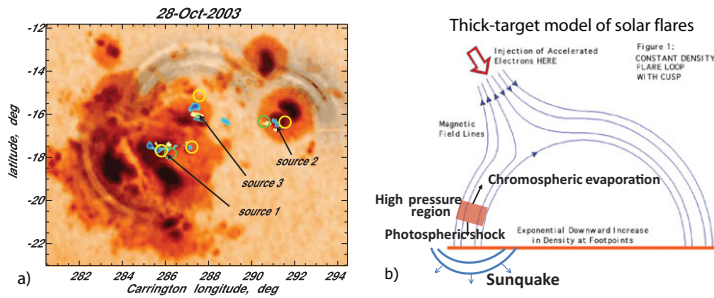 28-Oct-2003
-12
-14
-16
-18
-20
-22
latitude, deg
source 2
source 3
source 1
282 284 286 288 290 292 294
Carrington longitude, deg
a)
Thick-target model of solar flares
Injection of Accelerated
Electrons HERE
Figure 1:
CONSTANT DENSITY
FLARE LOOP
WITH CUSP
Magnetic
Field Lines
Chromospheric evaporation
High pressure
region
Photospheric shock
Exponential Downward Increase
in Density at Footpoints
Sunquake
b)